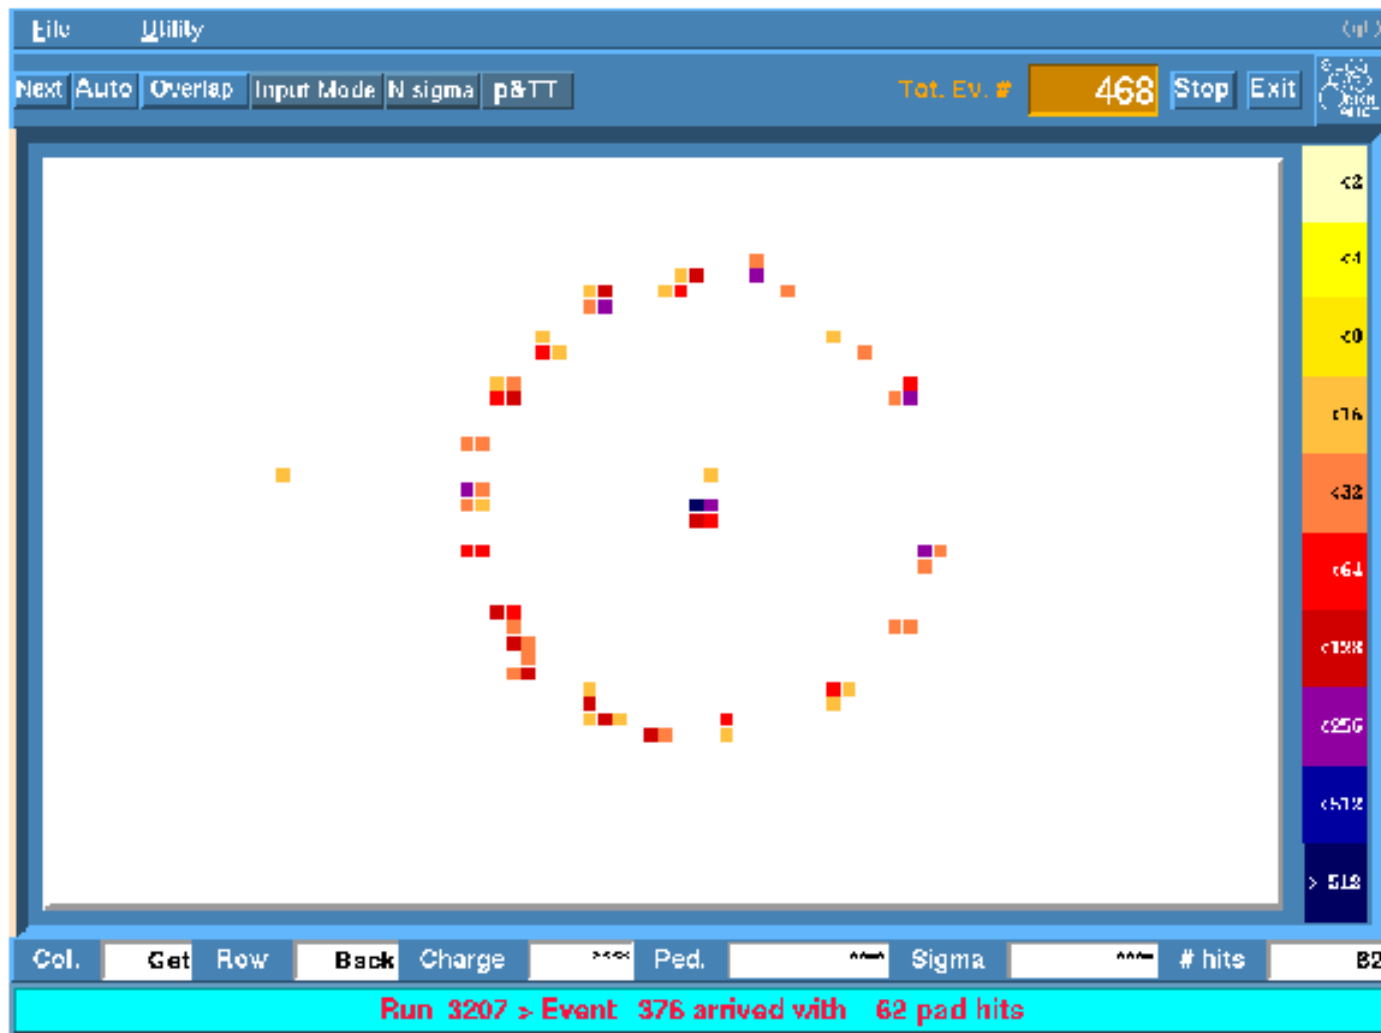 File Utility
Next Auto Overlap Input Mode N sigma p&TT Tot. Ev. # 468 Stop Exit
<2
<4
<16
<32
<64
<128
<256
<512
> 512
Col. Get Row Back Charge **** Ped. **** Sigma **** # hits 62
Run 3207 > Event 376 arrived with 62 pad hits